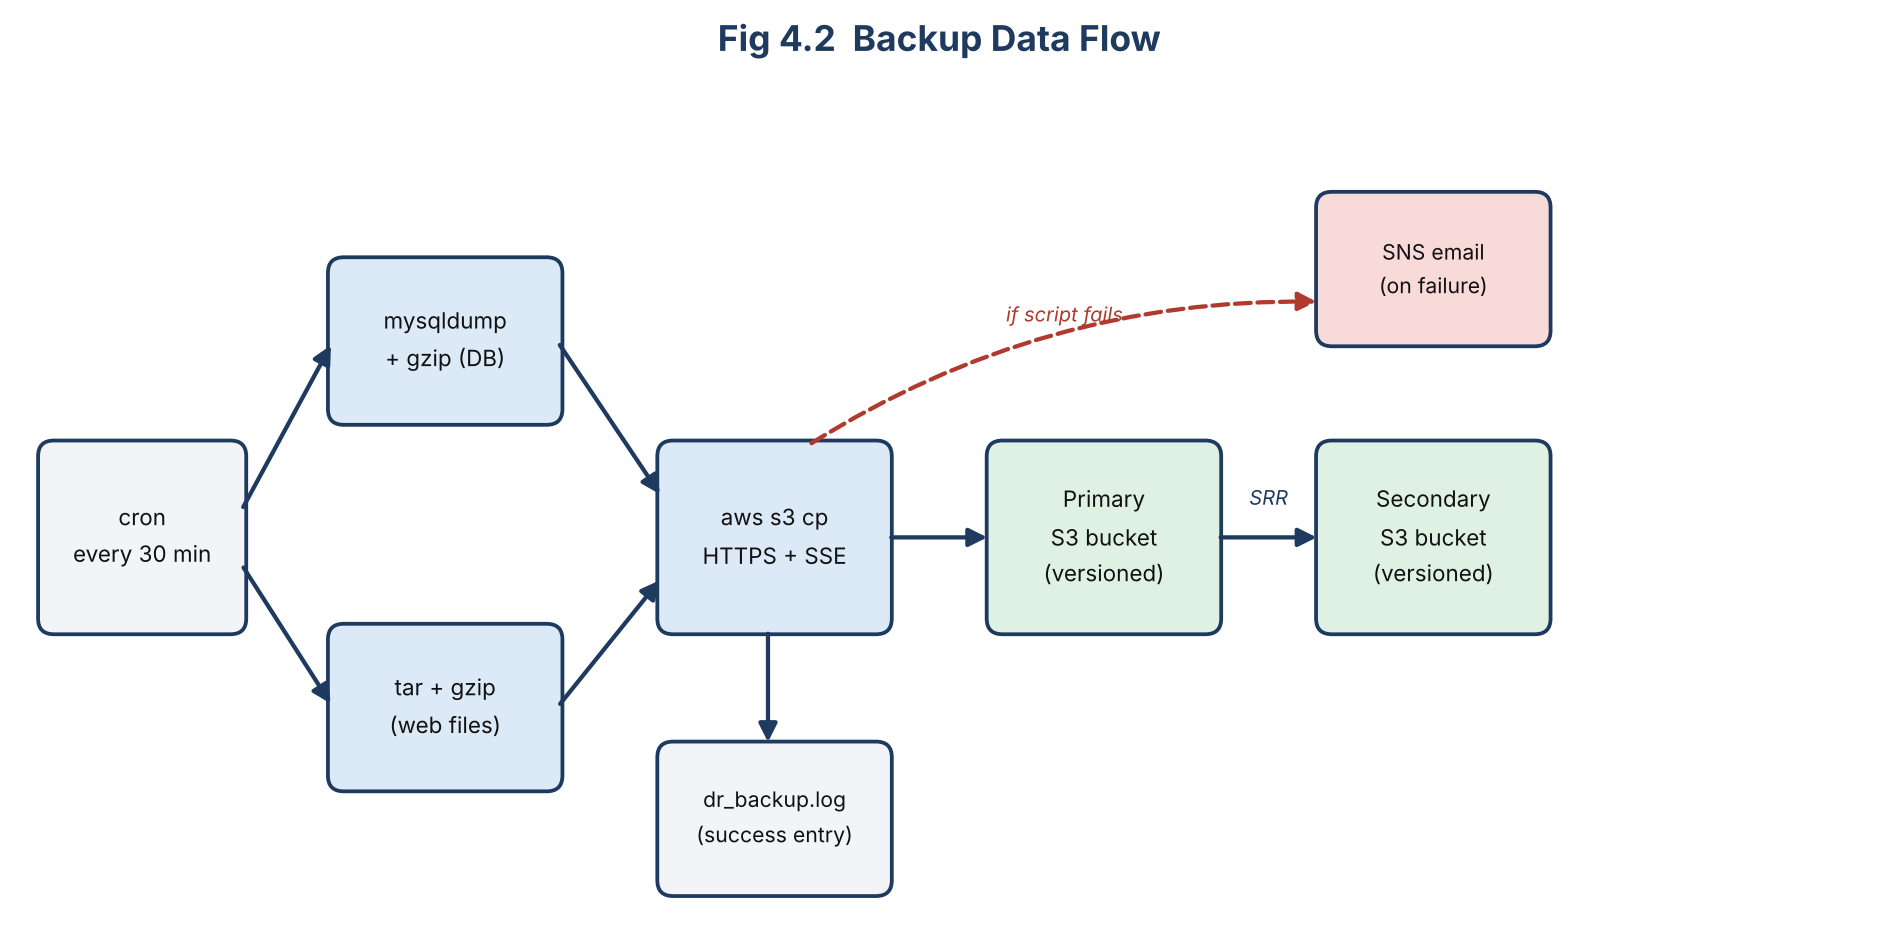 Fig 4.2 Backup Data Flow
cron
every 30 min
mysqldump
+ gzip (DB)
tar + gzip
(web files)
aws s3 cp
HTTPS + SSE
dr_backup.log
(success entry)
if script fails
SNS email
(on failure)
Primary
S3 bucket
(versioned)
SRR
Secondary
S3 bucket
(versioned)